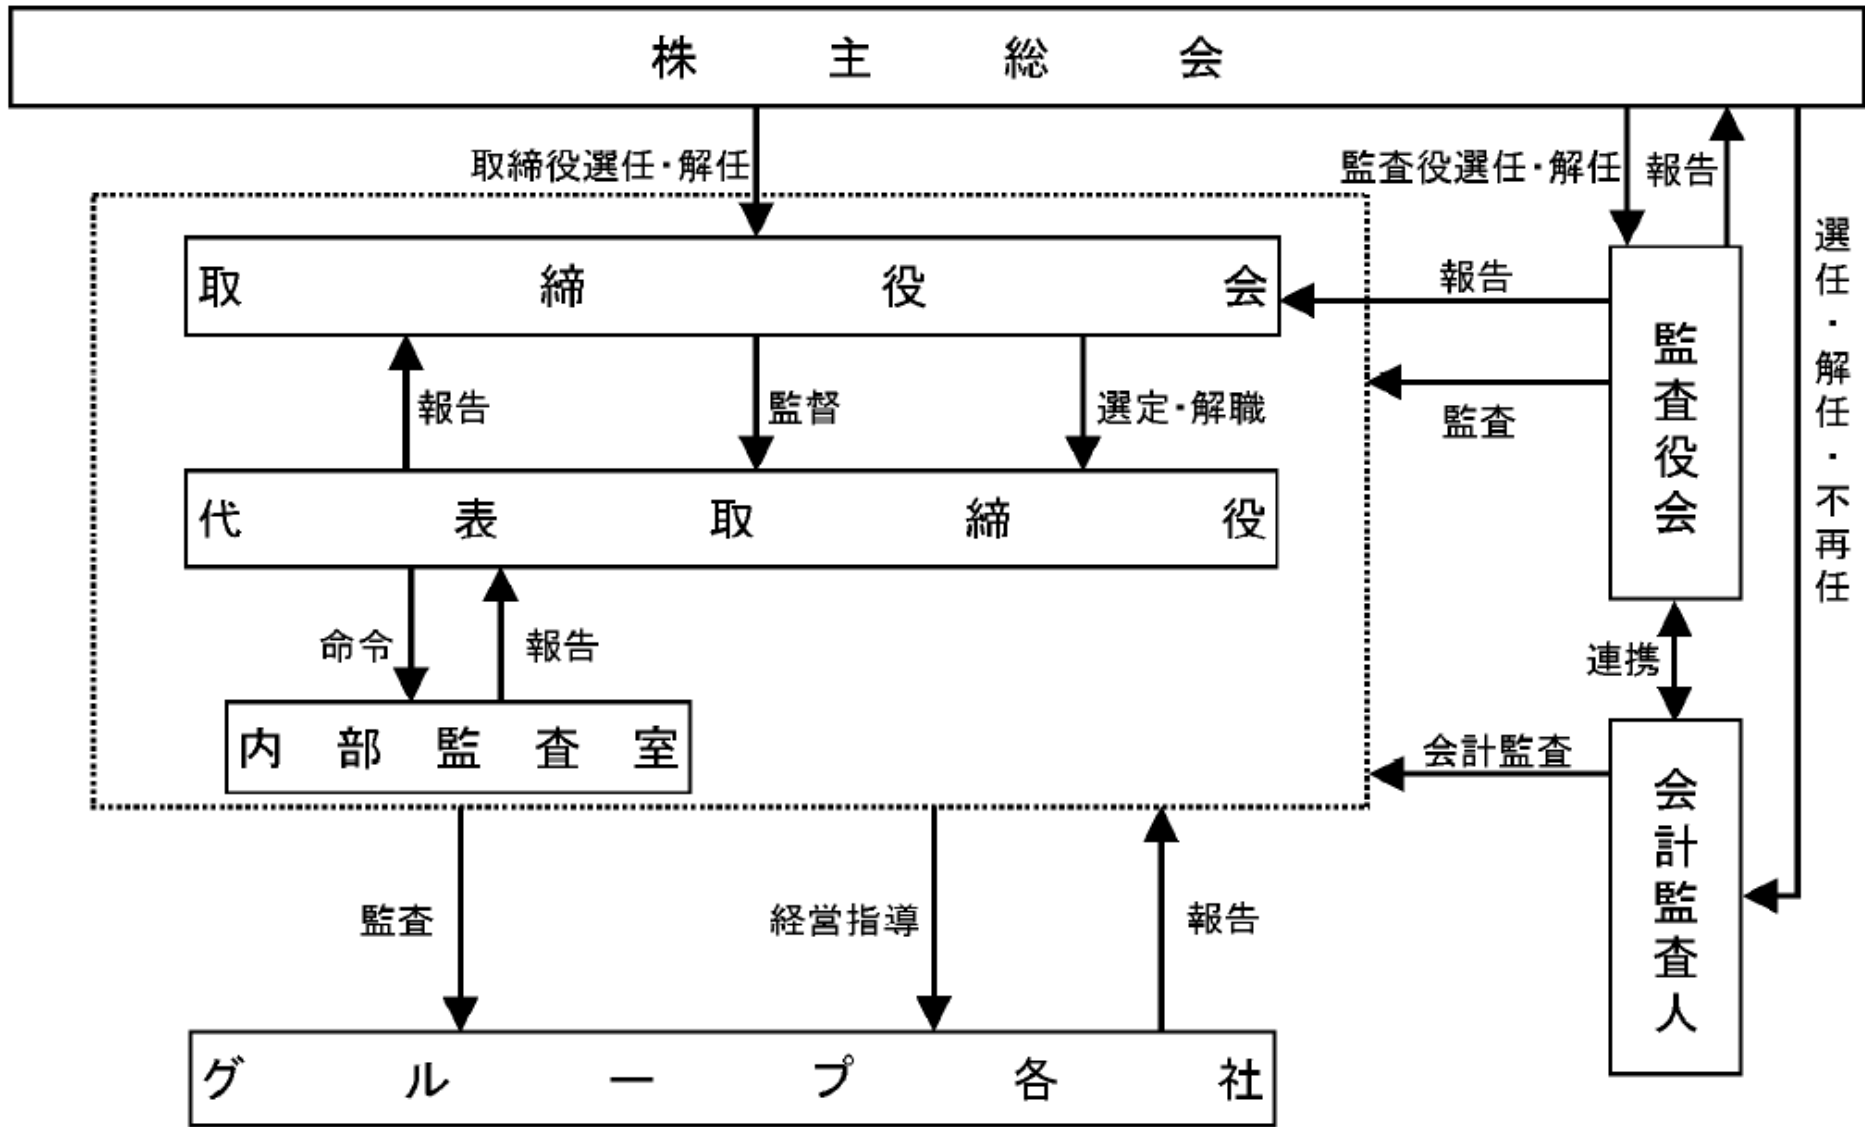 株主総会
取締役選任・解任
監査役選任・解任
報告
選任・解任・不再任
取締役会
報告
監査役会
監査
報告
監督
選定・解職
代表取締役
命令
報告
連携
内部監査室
会計監査
会計監査人
監査
経営指導
報告
グループ各社